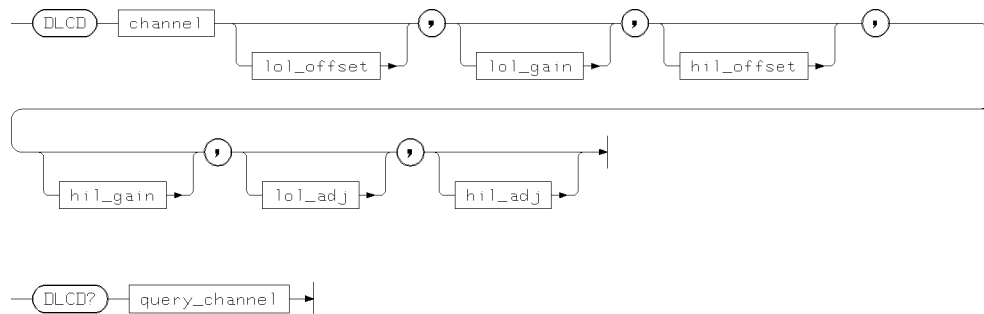 DLCD channel , , ,
lol_offset lol_gain hil_offset
, ,
hil_gain lol_adj hil_adj
DLCD? query_channel